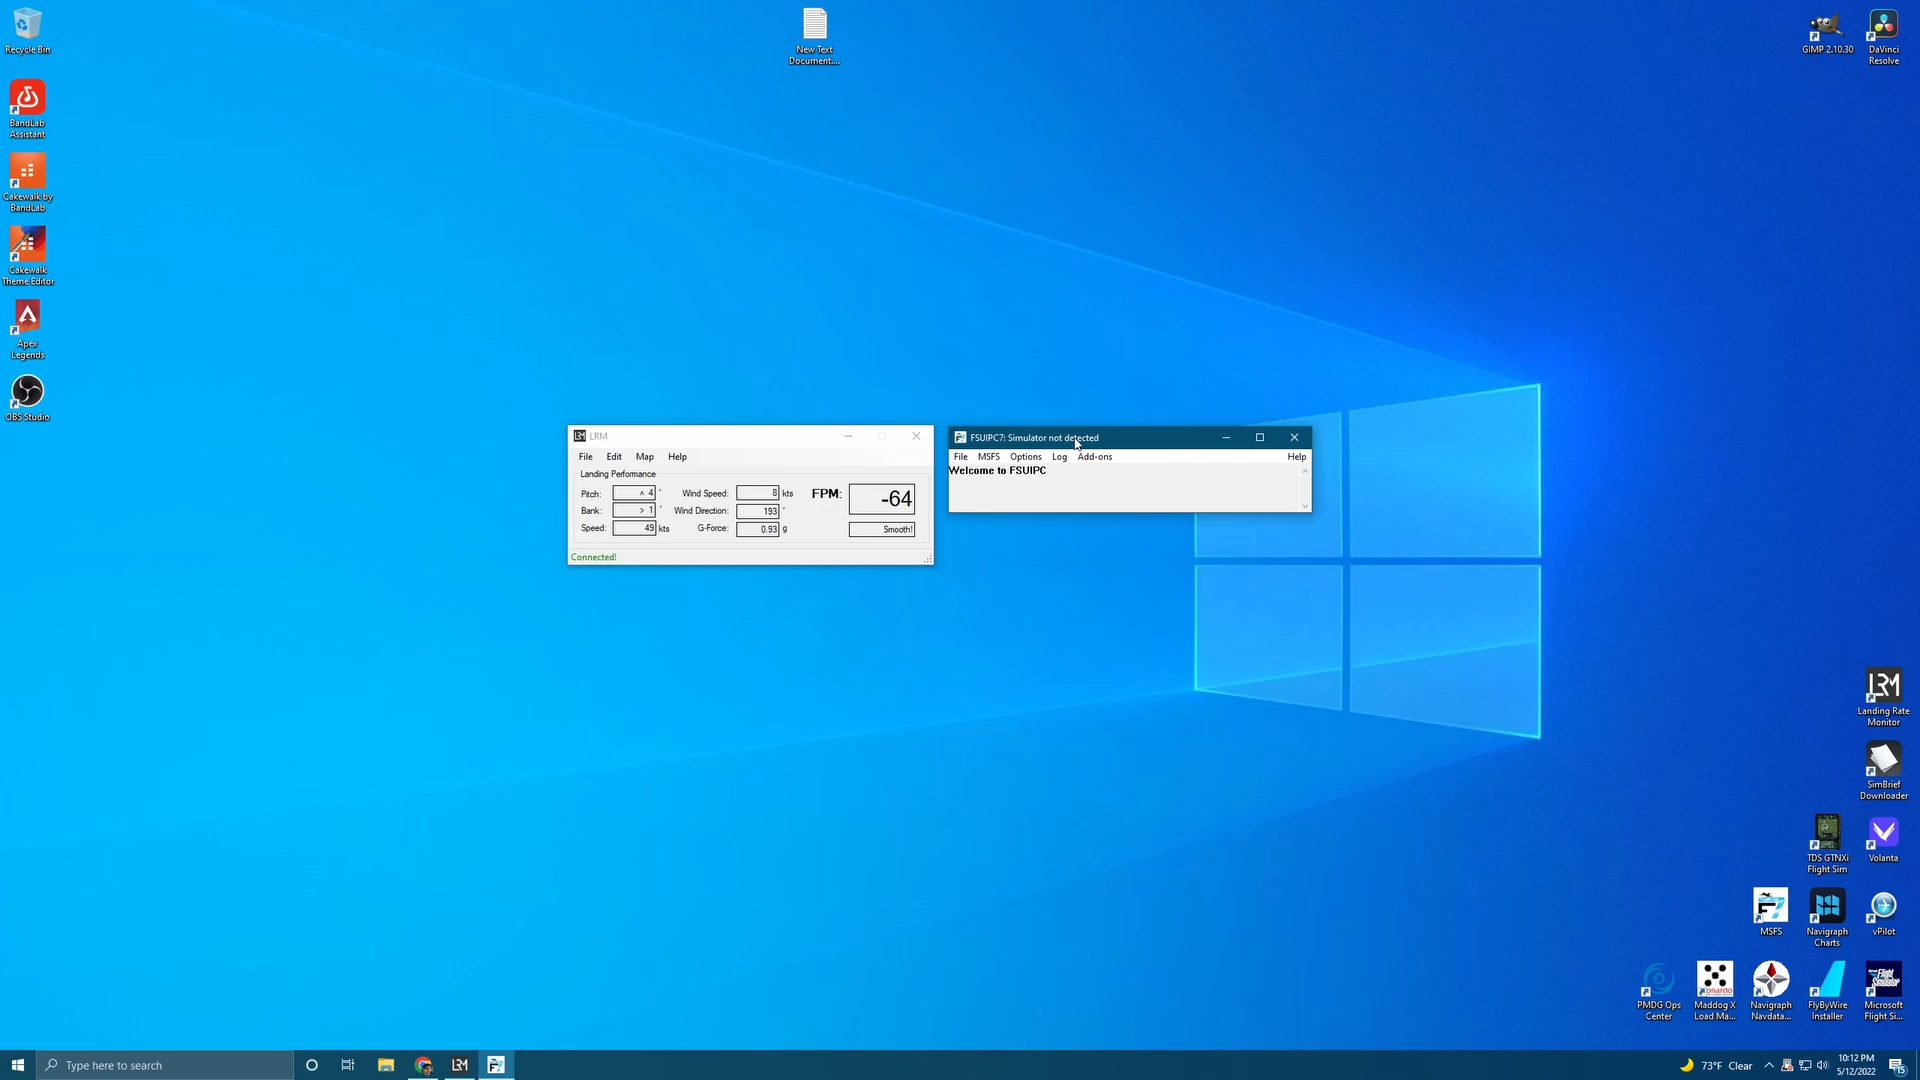 Recycle Bin
New Text
Document....
GIMP 2.10.30
DaVinci
Resolve
BandLab
Assistant
Cakewalk by
BandLab
Cakewalk
Theme Editor
Apex
Legends
OBS Studio
LRM
File Edit Map Help
Landing Performance
Pitch: ^ 4 ° Wind Speed: 8 kts FPM: -64
Bank: > 1 ° Wind Direction: 193 °
Speed: 49 kts G-Force: 0.93 g Smooth!
Connected!
FSUIPC7: Simulator not detected
File MSFS Options Log Add-ons Help
Welcome to FSUIPC
LRM
Landing Rate
Monitor
SimBrief
Downloader
TDS GTNXi
Flight Sim
Volanta
MSFS
Navigraph
Charts
vPilot
PMDG Ops
Center
Maddog X
Load Ma...
Navigraph
Navdata...
FlyByWire
Installer
Microsoft
Flight Si...
Type here to search
LRM
F7
73°F Clear
10:12 PM
5/12/2022
15